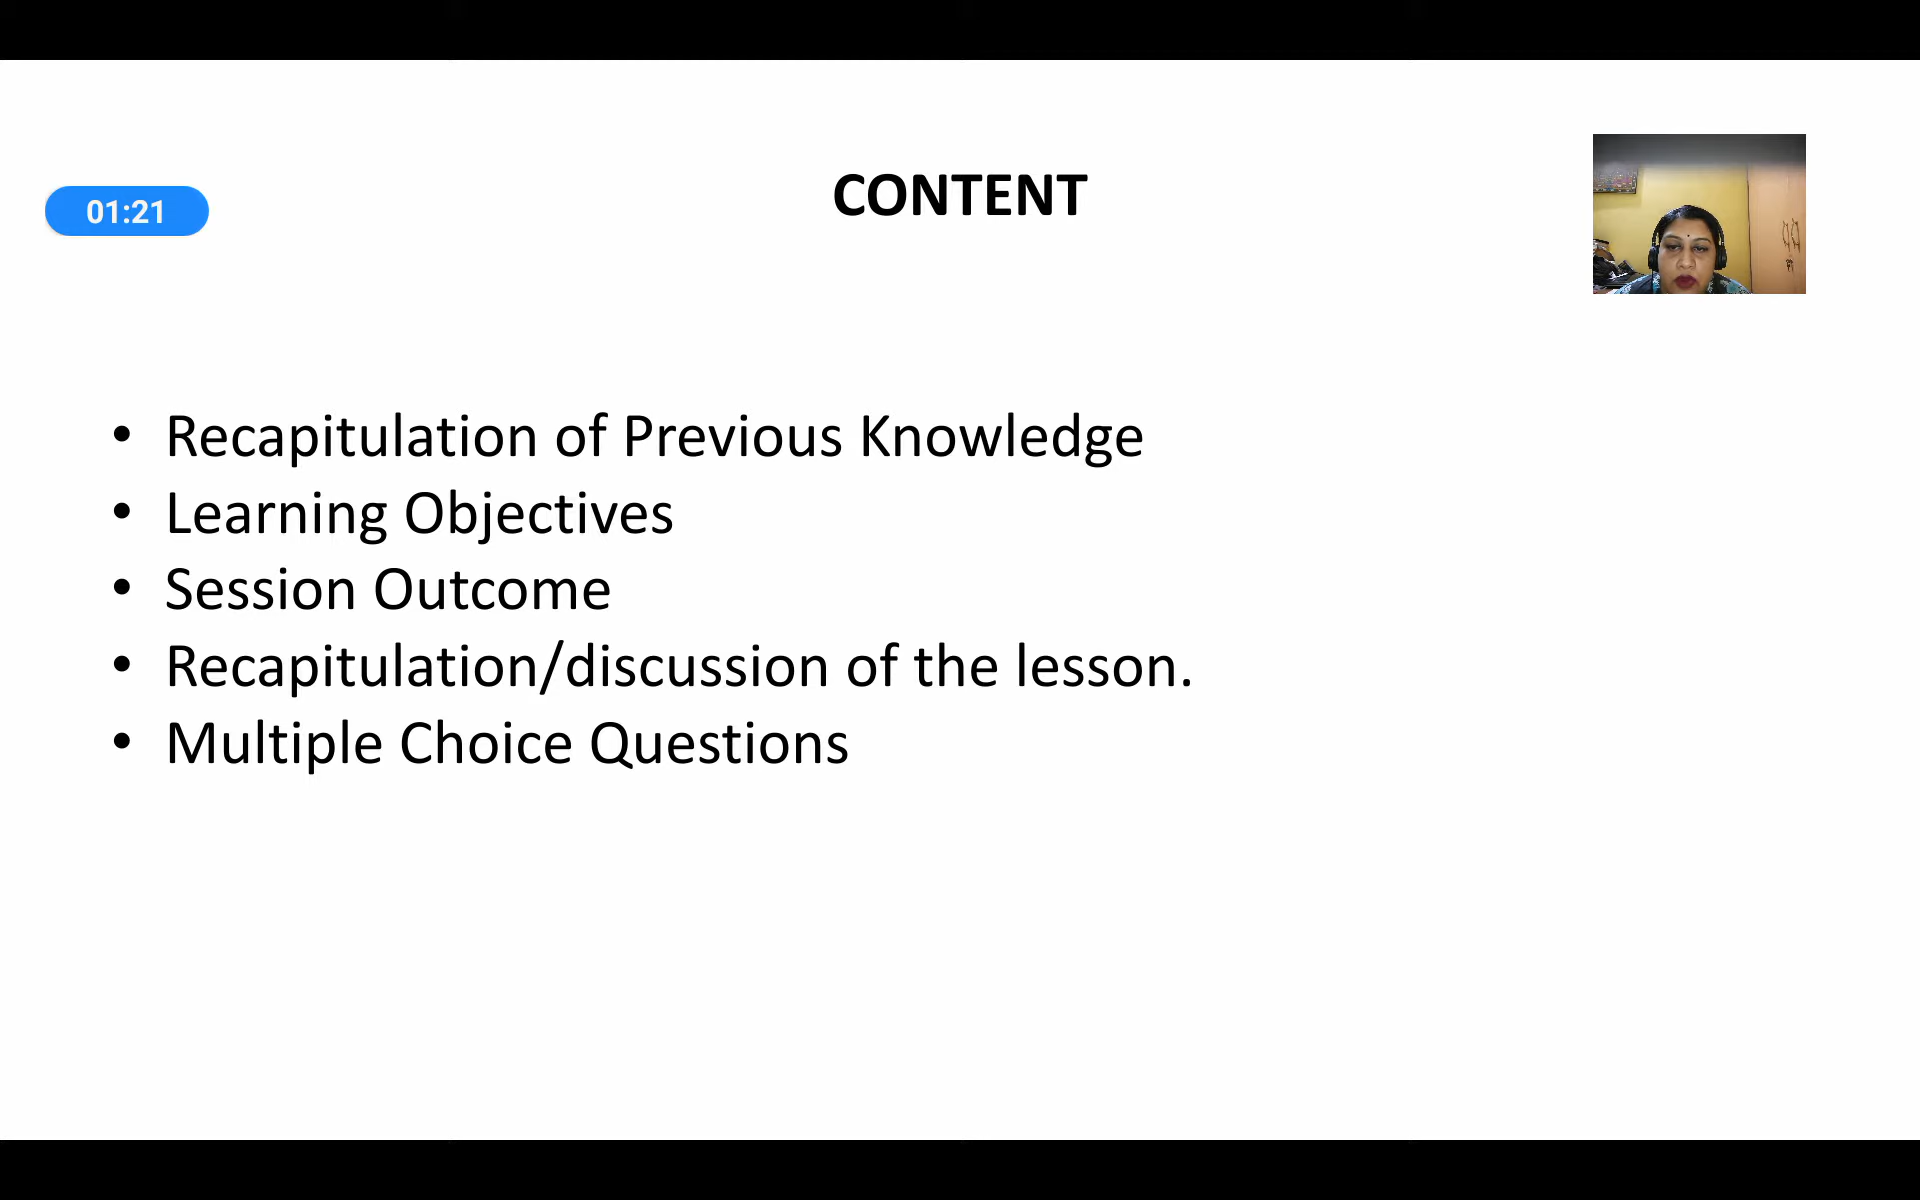 CONTENT
01:21
• Recapitulation of Previous Knowledge
• Learning Objectives
• Session Outcome
• Recapitulation/discussion of the lesson.
• Multiple Choice Questions